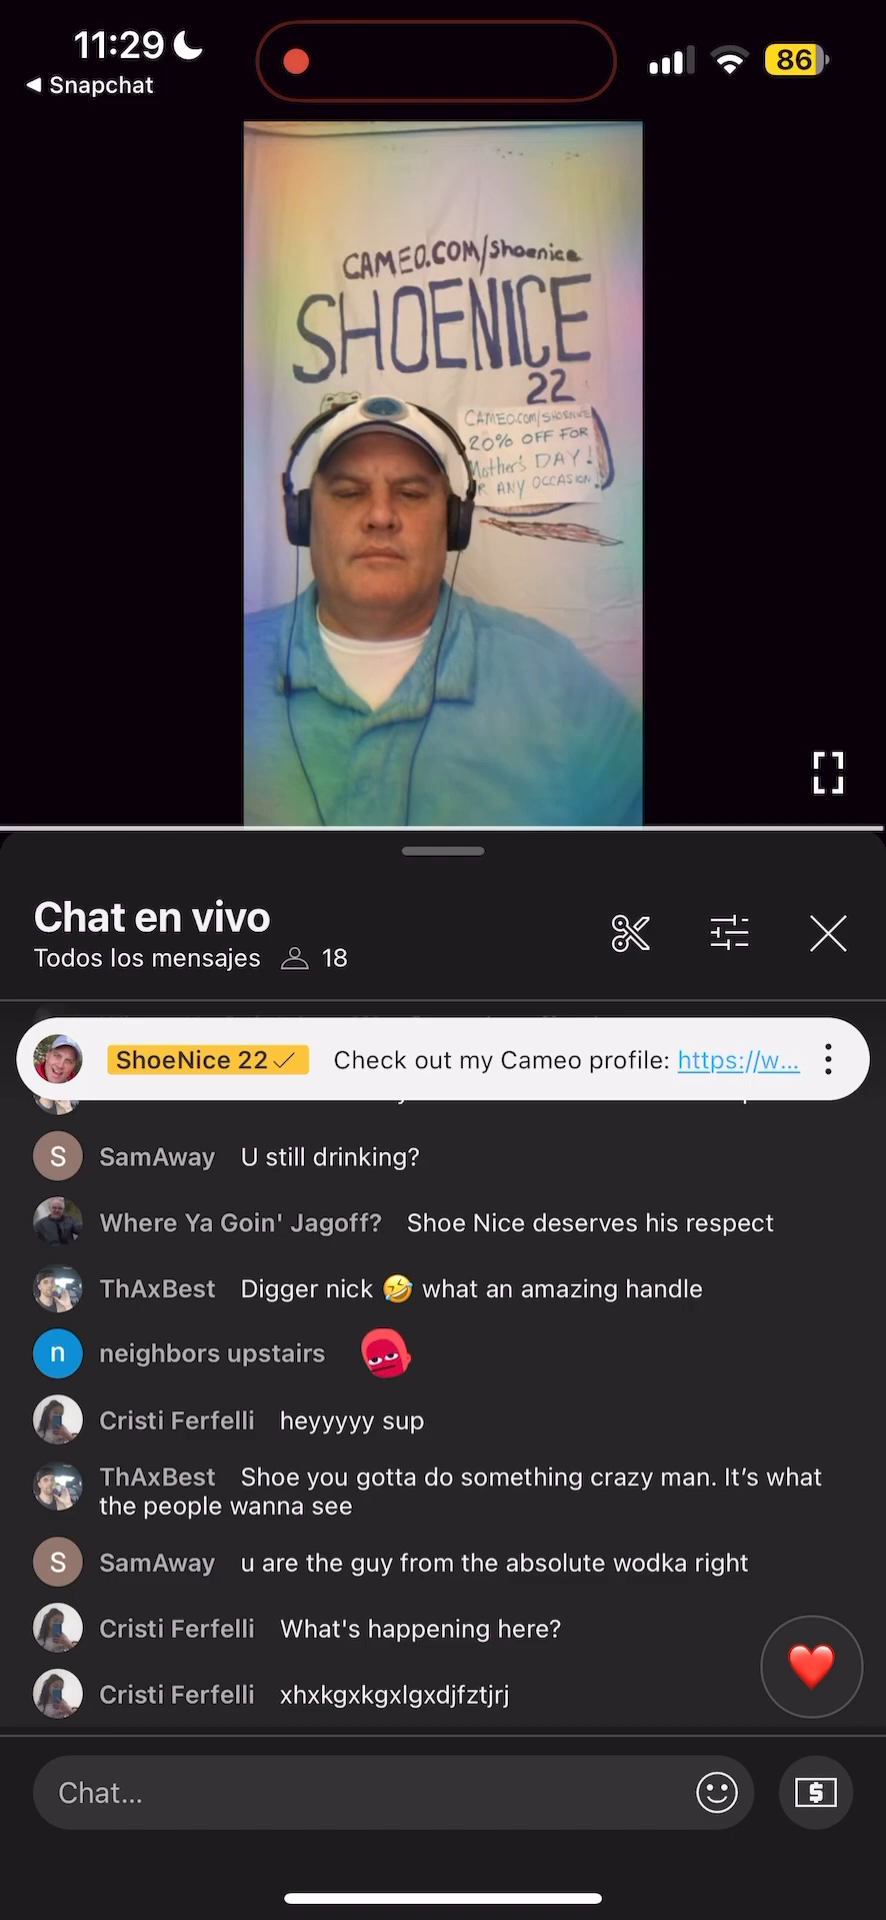 11:29
86
Snapchat
CAMEO.COM/shoenice
SHOENICE
22
CAMEO.COM/SHOENICE
20% OFF FOR
Mother's DAY!
R ANY OCCASION!
Chat en vivo
Todos los mensajes 18
ShoeNice 22 Check out my Cameo profile: https://w...
S SamAway U still drinking?
Where Ya Goin' Jagoff? Shoe Nice deserves his respect
ThAxBest Digger nick 🤣 what an amazing handle
n neighbors upstairs
Cristi Ferfelli heyyyyy sup
ThAxBest Shoe you gotta do something crazy man. It’s what
the people wanna see
S SamAway u are the guy from the absolute wodka right
Cristi Ferfelli What's happening here?
Cristi Ferfelli xhxkgxkgxlgxdjfztjrj
Chat...
$